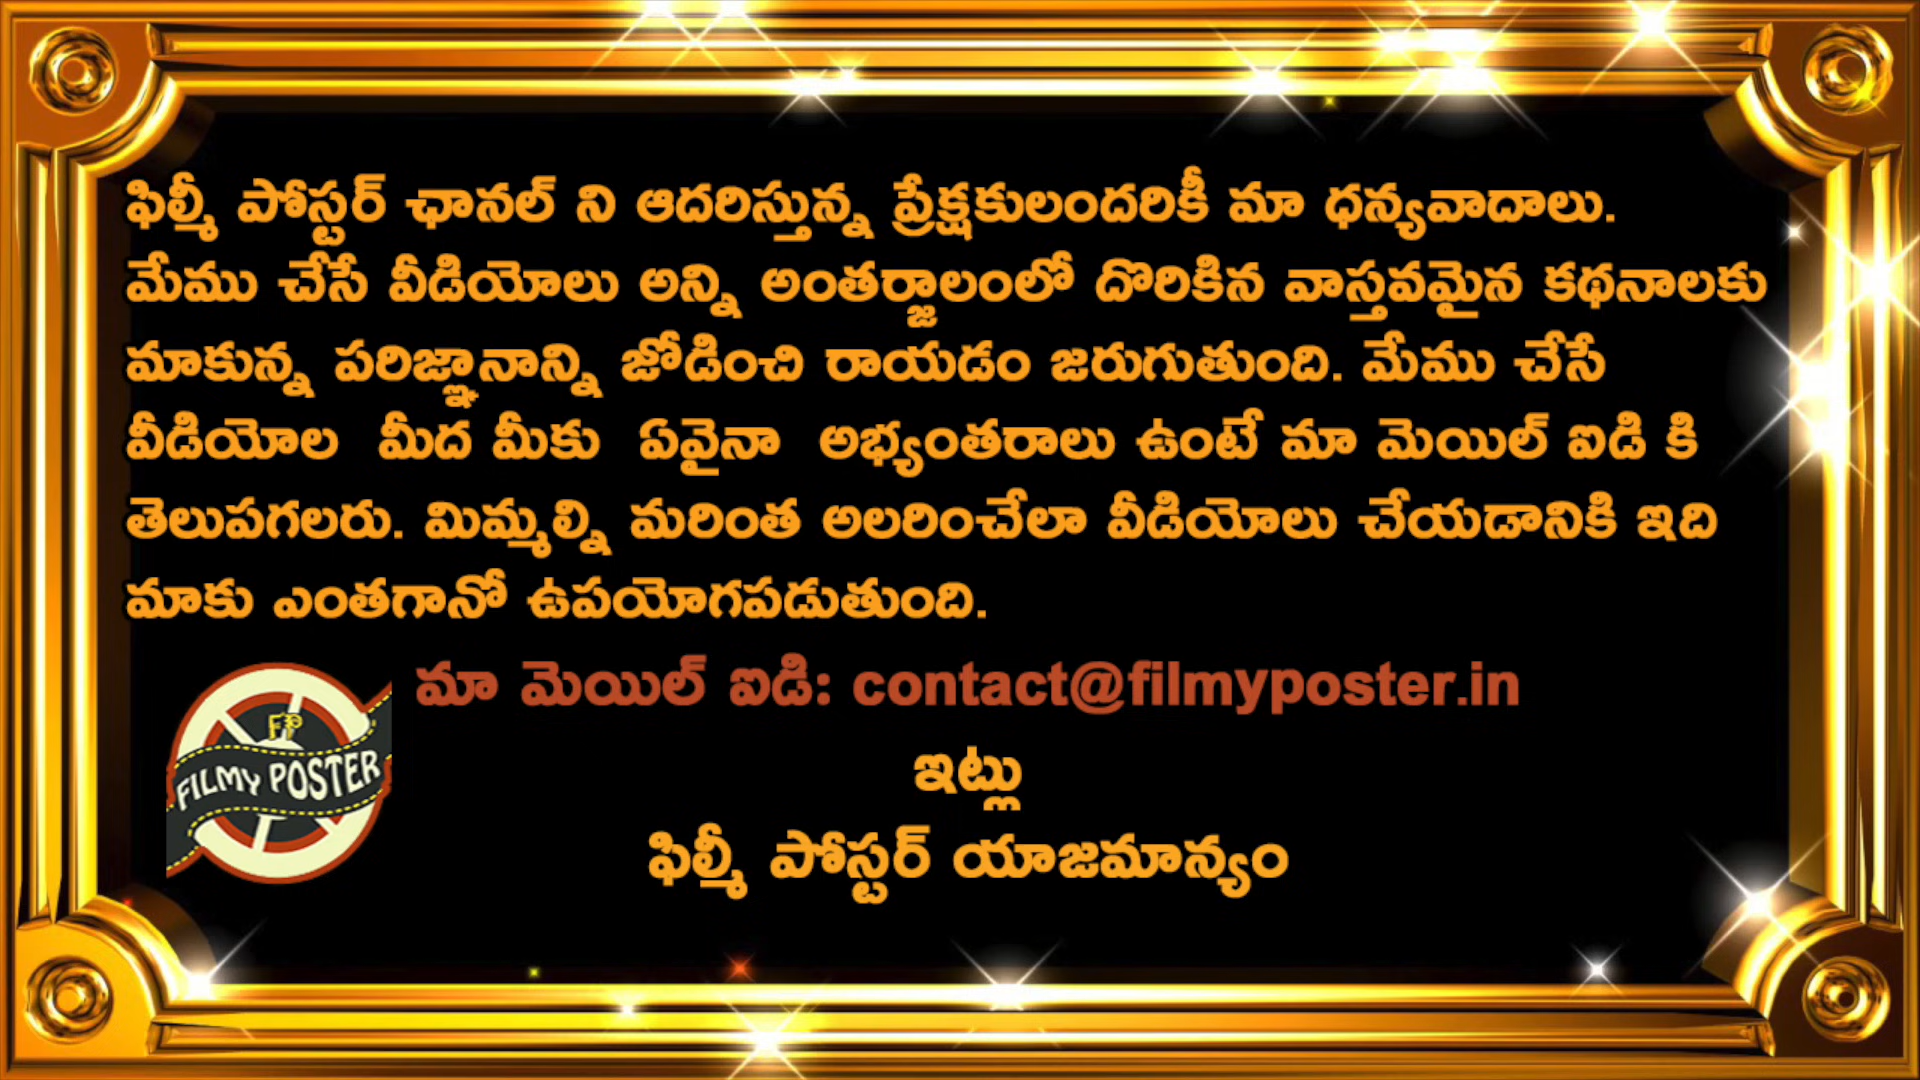 ఫిల్మీ పోస్టర్ ఛానల్ ని ఆదరిస్తున్న ప్రేక్షకులందరికీ మా ధన్యవాదాలు.
మేము చేసే వీడియోలు అన్ని అంతర్జాలంలో దొరికిన వాస్తవమైన కథనాలకు
మాకున్న పరిజ్ఞానాన్ని జోడించి రాయడం జరుగుతుంది. మేము చేసే
వీడియోల మీద మీకు ఏవైనా అభ్యంతరాలు ఉంటే మా మెయిల్ ఐడి కి
తెలుపగలరు. మిమ్మల్ని మరింత అలరించేలా వీడియోలు చేయడానికి ఇది
మాకు ఎంతగానో ఉపయోగపడుతుంది.
మా మెయిల్ ఐడి: contact@filmyposter.in
FP
FILMY POSTER
ఇట్లు
ఫిల్మీ పోస్టర్ యాజమాన్యం